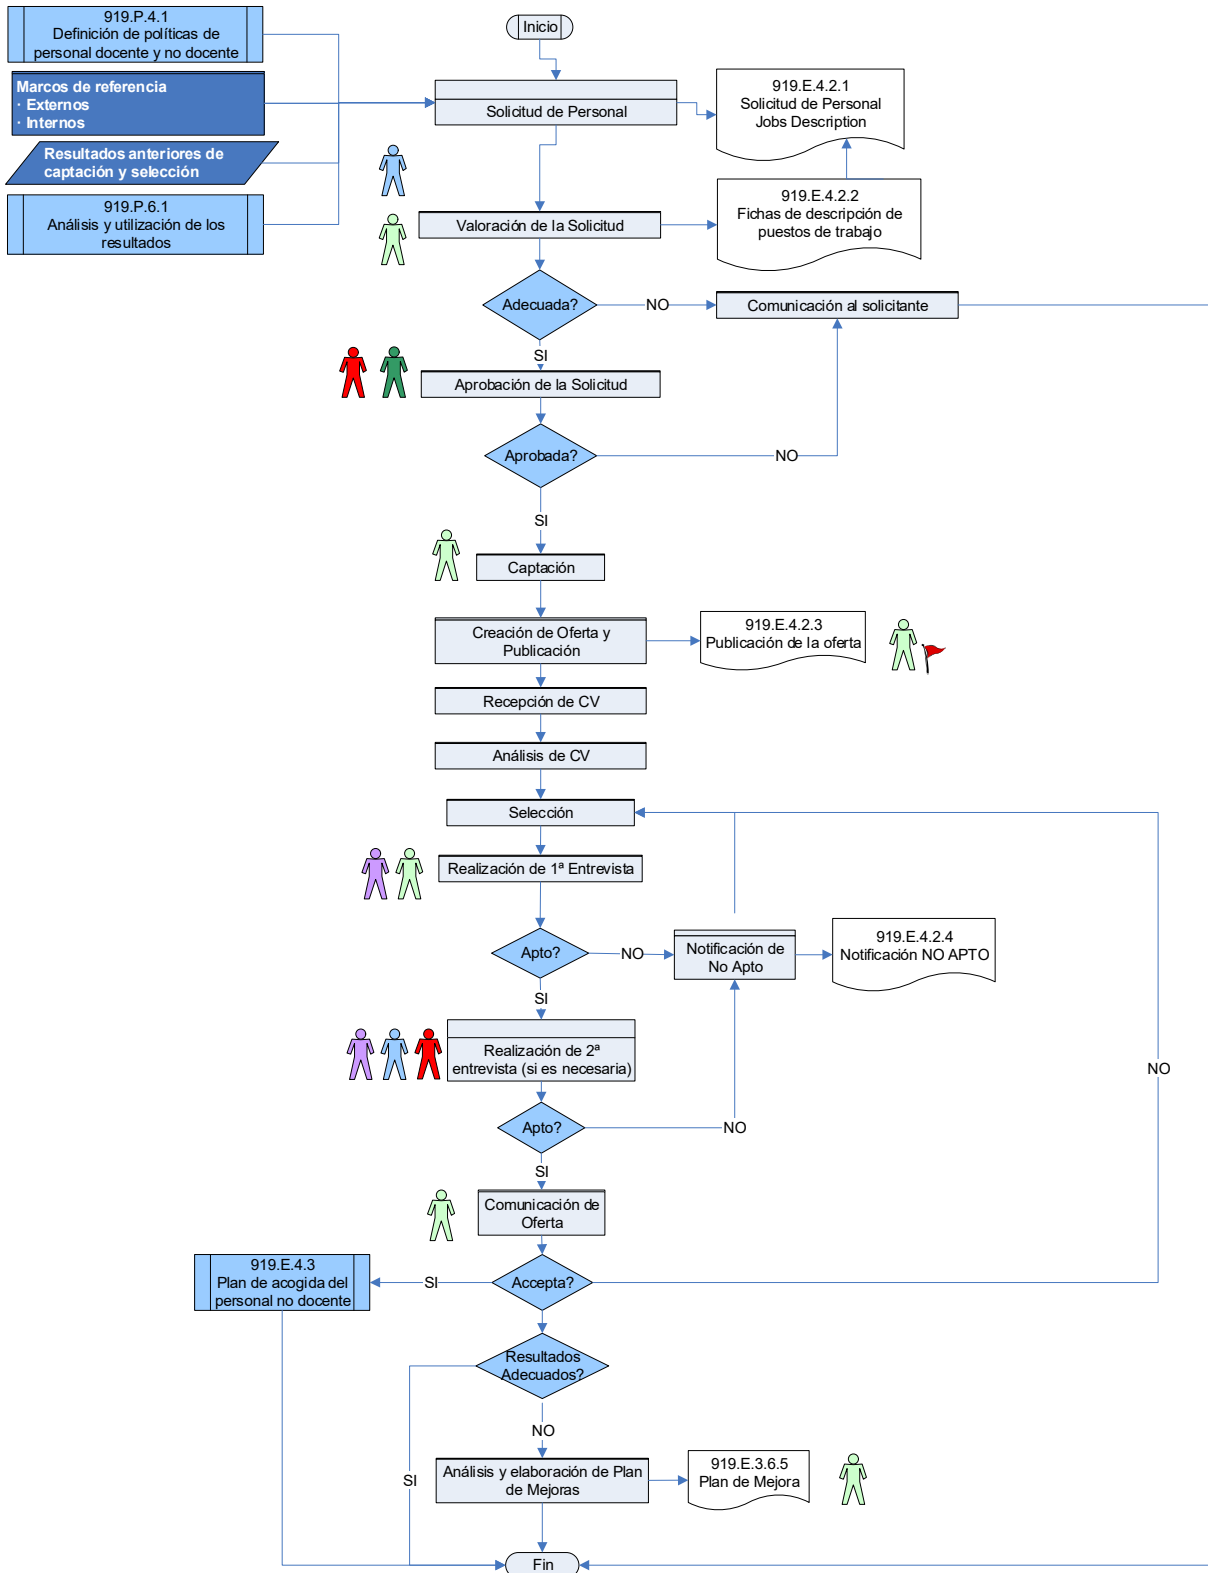 919.P.4.1
Definición de políticas de
personal docente y no docente
Inicio
Marcos de referencia
· Externos
· Internos
Solicitud de Personal
919.E.4.2.1
Solicitud de Personal
Jobs Description
Resultados anteriores de
captación y selección
919.P.6.1
Análisis y utilización de los
resultados
Valoración de la Solicitud
919.E.4.2.2
Fichas de descripción de
puestos de trabajo
Adecuada?
NO
Comunicación al solicitante
SI
Aprobación de la Solicitud
Aprobada?
NO
SI
Captación
Creación de Oferta y
Publicación
919.E.4.2.3
Publicación de la oferta
Recepción de CV
Análisis de CV
Selección
Realización de 1ª Entrevista
Apto?
NO
Notificación de
No Apto
919.E.4.2.4
Notificación NO APTO
SI
Realización de 2ª
entrevista (si es necesaria)
NO
Apto?
NO
SI
Comunicación de
Oferta
919.E.4.3
Plan de acogida del
personal no docente
SI
Accepta?
Resultados
Adecuados?
NO
SI
Análisis y elaboración de Plan
de Mejoras
919.E.3.6.5
Plan de Mejora
Fin